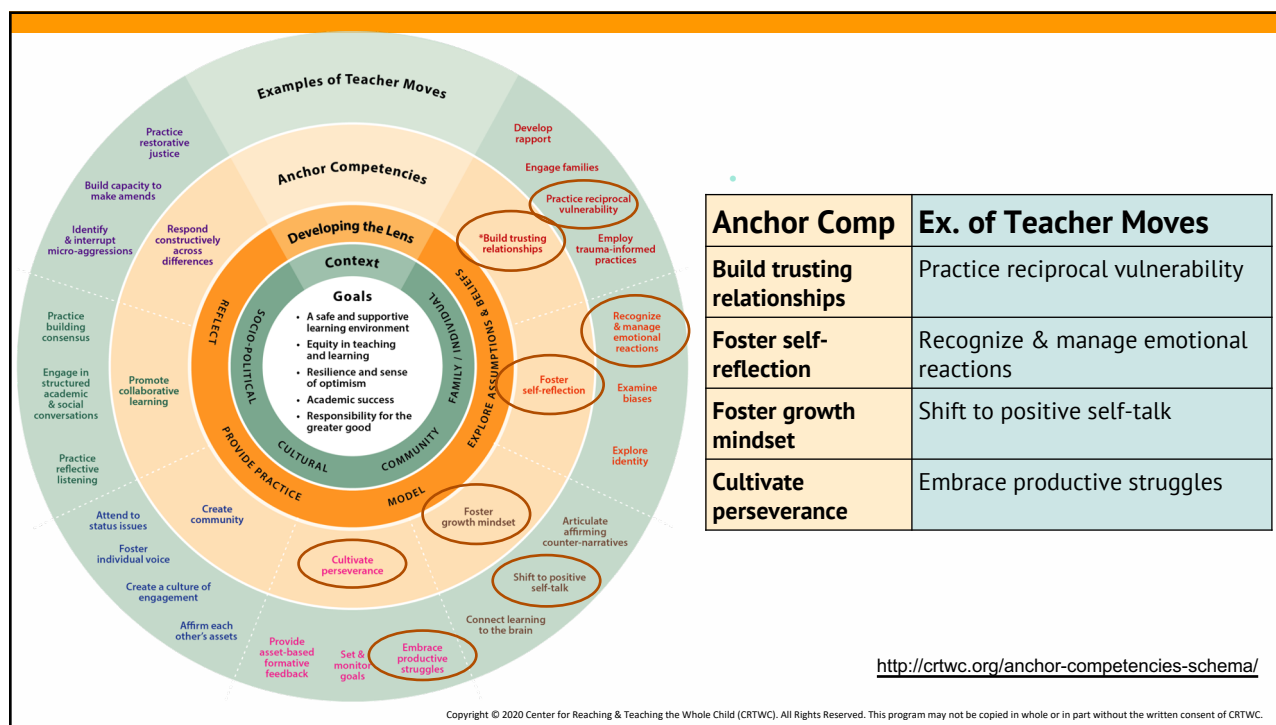 Examples of Teacher Moves
Anchor Competencies
Developing the Lens
Context
Goals
• A safe and supportive
learning environment
• Equity in teaching
and learning
• Resilience and sense
of optimism
• Academic success
• Responsibility for the
greater good
SOCIO-POLITICAL
FAMILY / INDIVIDUAL
CULTURAL
COMMUNITY
REFLECT
EXPLORE ASSUMPTIONS & BELIEFS
PROVIDE PRACTICE
MODEL
*Build trusting
relationships
Develop
rapport
Engage families
Practice reciprocal
vulnerability
Employ
trauma-informed
practices
Foster
self-reflection
Recognize
& manage
emotional
reactions
Examine
biases
Explore
identity
Foster
growth mindset
Articulate
affirming
counter-narratives
Shift to positive
self-talk
Connect learning
to the brain
Cultivate
perseverance
Embrace
productive
struggles
Set &
monitor
goals
Provide
asset-based
formative
feedback
Create
community
Attend to
status issues
Foster
individual voice
Create a culture of
engagement
Affirm each
other's assets
Promote
collaborative
learning
Practice
building
consensus
Engage in
structured
academic
& social
conversations
Practice
reflective
listening
Respond
constructively
across
differences
Practice
restorative
justice
Build capacity to
make amends
Identify
& interrupt
micro-aggressions
Anchor Comp Ex. of Teacher Moves
Build trusting
relationships
Practice reciprocal vulnerability
Foster self-
reflection
Recognize & manage emotional
reactions
Foster growth
mindset
Shift to positive self-talk
Cultivate
perseverance
Embrace productive struggles
http://crtwc.org/anchor-competencies-schema/
Copyright © 2020 Center for Reaching & Teaching the Whole Child (CRTWC). All Rights Reserved. This program may not be copied in whole or in part without the written consent of CRTWC.